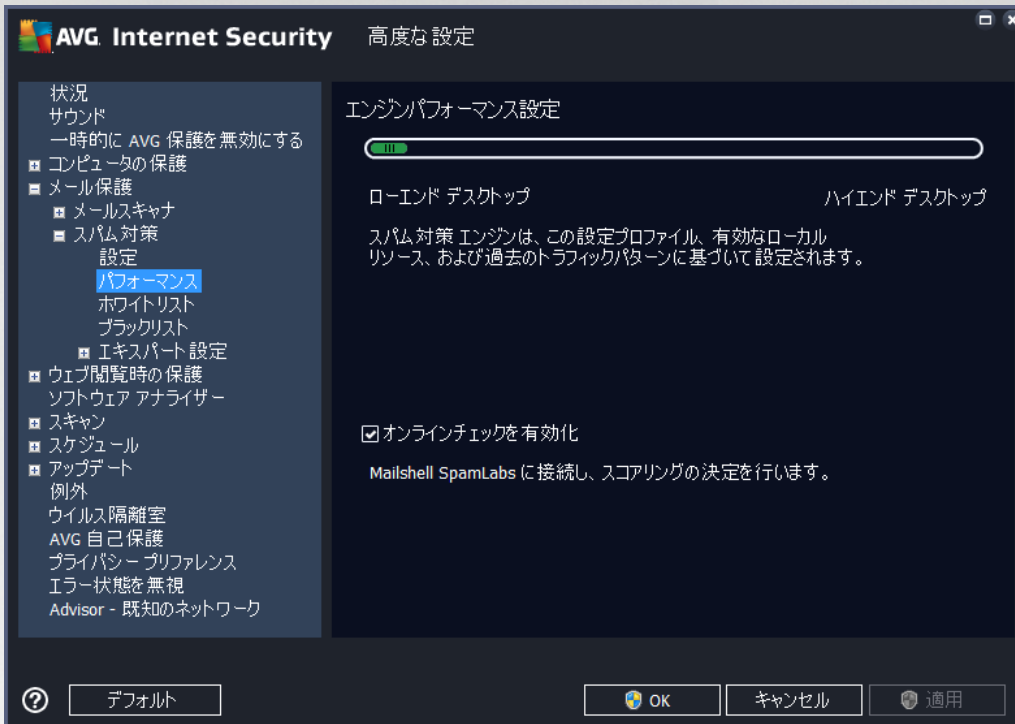 AVG. Internet Security 高度な設定
状況
サウンド
一時的に AVG 保護を無効にする
コンピュータの保護
メール保護
メールスキャナ
スパム対策
設定
パフォーマンス
ホワイトリスト
ブラックリスト
エキスパート設定
ウェブ閲覧時の保護
ソフトウェア アナライザー
スキャン
スケジュール
アップデート
例外
ウイルス隔離室
AVG 自己保護
プライバシー プリファレンス
エラー状態を無視
Advisor - 既知のネットワーク
エンジンパフォーマンス設定
ローエンド デスクトップ ハイエンド デスクトップ
スパム対策 エンジンは、この設定プロファイル、有効なローカル
リソース、および過去のトラフィックパターンに基づいて設定されます。
オンラインチェックを有効化
Mailshell SpamLabs に接続し、スコアリングの決定を行います。
? デフォルト OK キャンセル 適用